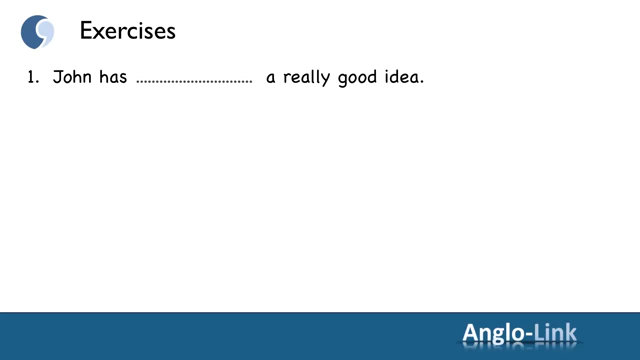 Exercises
1. John has .............................. a really good idea.
Anglo-Link